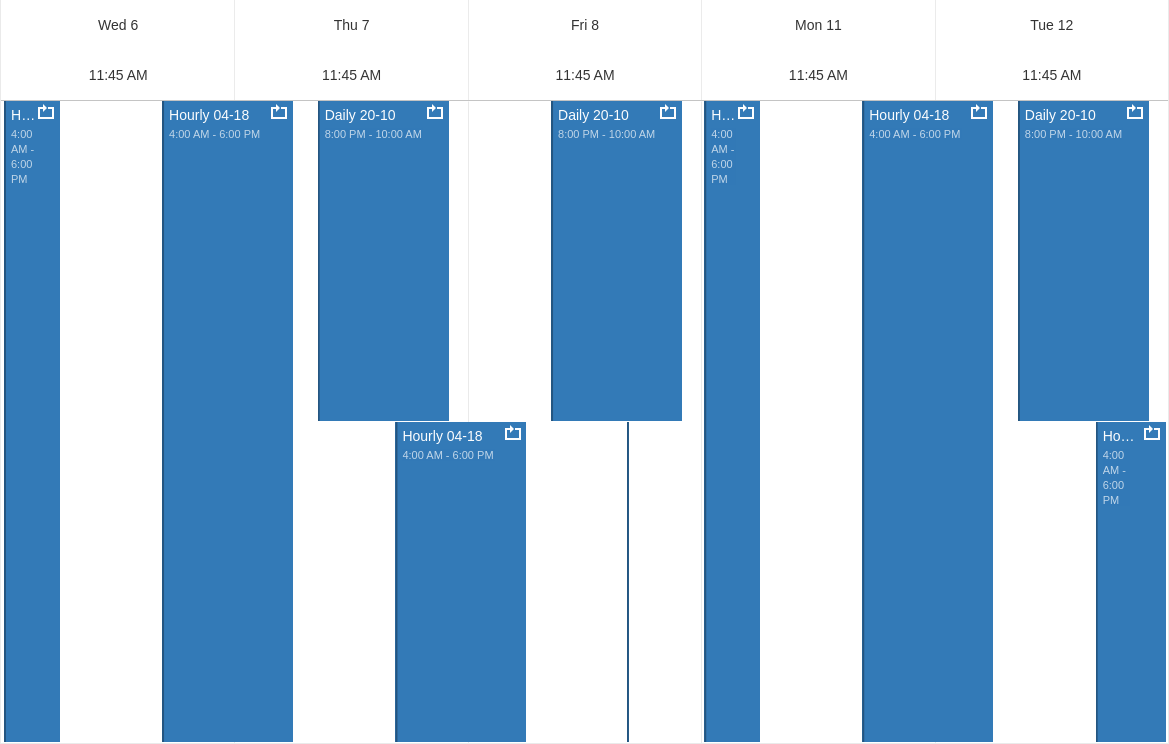 Wed 6
Thu 7
Fri 8
Mon 11
Tue 12
11:45 AM
11:45 AM
11:45 AM
11:45 AM
11:45 AM
H...
4:00
AM -
6:00
PM
Hourly 04-18
4:00 AM - 6:00 PM
Daily 20-10
8:00 PM - 10:00 AM
Daily 20-10
8:00 PM - 10:00 AM
H...
4:00
AM -
6:00
PM
Hourly 04-18
4:00 AM - 6:00 PM
Daily 20-10
8:00 PM - 10:00 AM
Hourly 04-18
4:00 AM - 6:00 PM
Ho...
4:00
AM -
6:00
PM